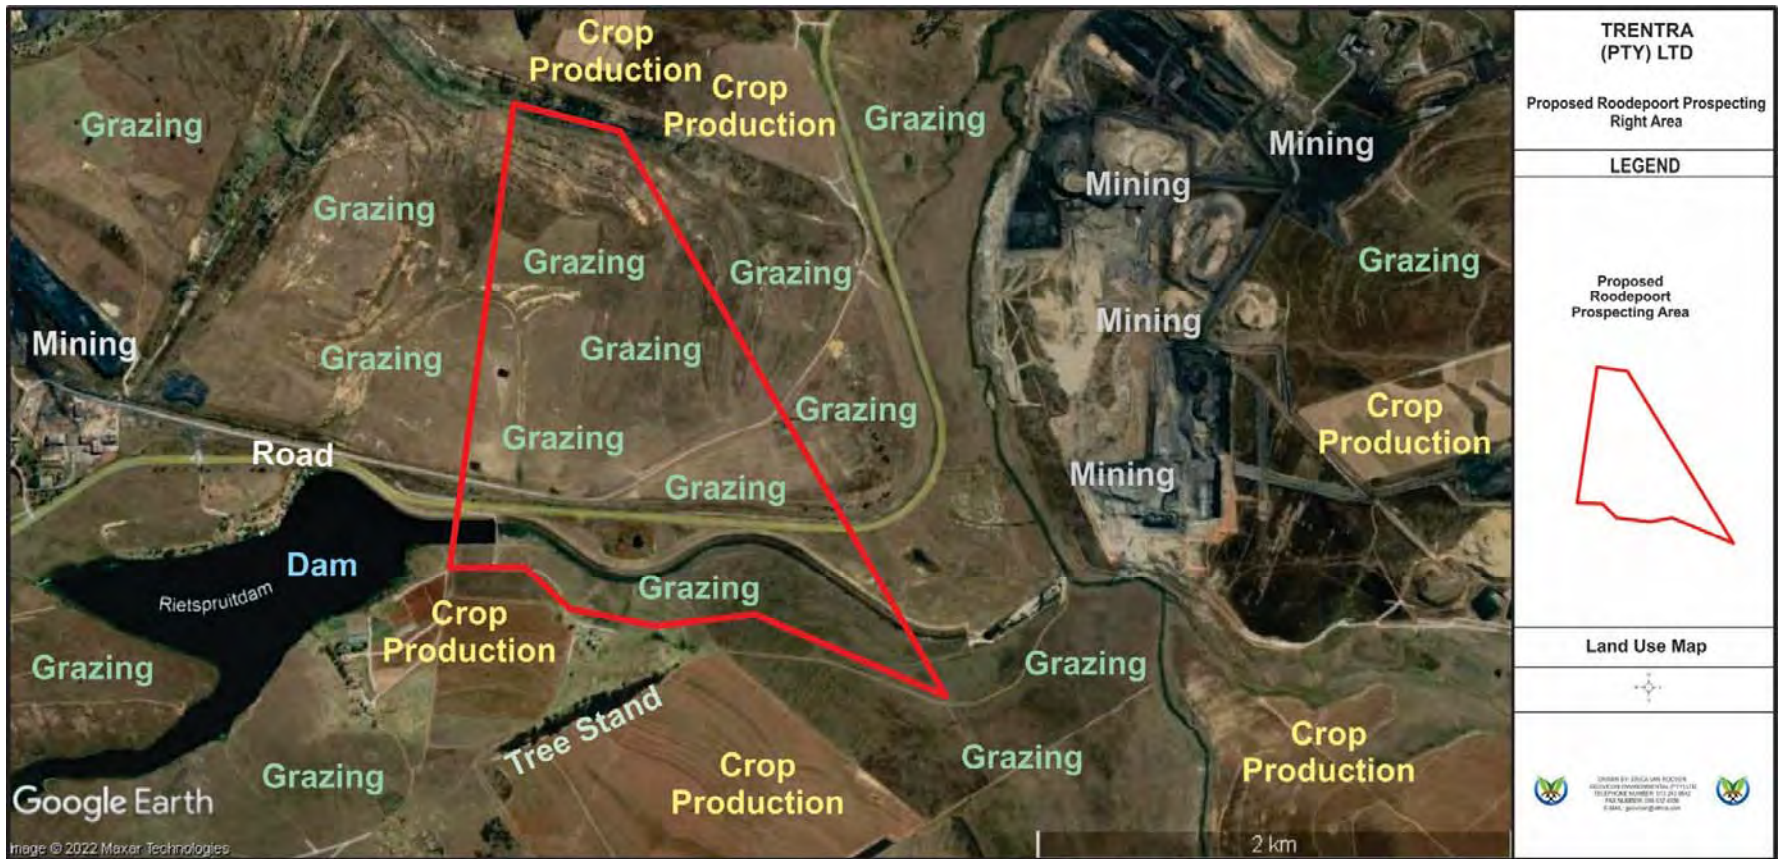 Crop
Production
Crop
Production
Grazing
Grazing
Mining
Mining
Grazing
Grazing
Grazing
Grazing
Mining
Mining
Grazing
Grazing
Grazing
Crop
Production
Grazing
Road
Mining
Grazing
Dam
Rietspruitdam
Grazing
Crop
Production
Grazing
Grazing
Tree Stand
Grazing
Crop
Production
Grazing
Crop
Production
Google Earth
Image © 2022 Maxar Technologies
2 km
TRENTRA
(PTY) LTD
Proposed Roodepoort Prospecting
Right Area
LEGEND
Proposed
Roodepoort
Prospecting Area
Land Use Map